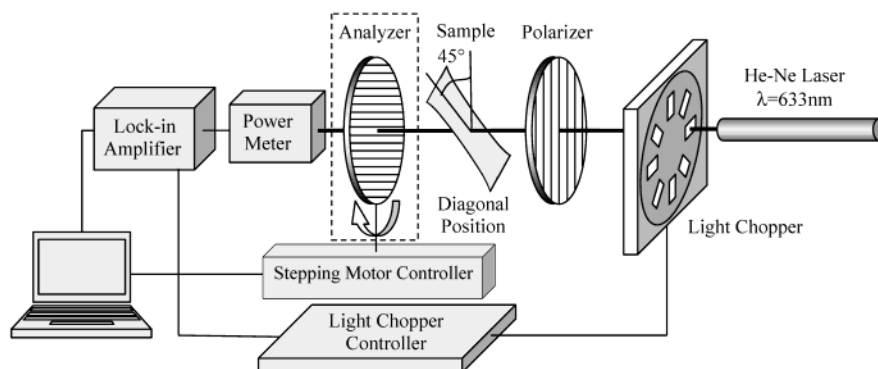 Analyzer
Sample
45°
Polarizer
He-Ne Laser
λ=633nm
Lock-in
Amplifier
Power
Meter
Diagonal
Position
Light Chopper
Stepping Motor Controller
Light Chopper
Controller